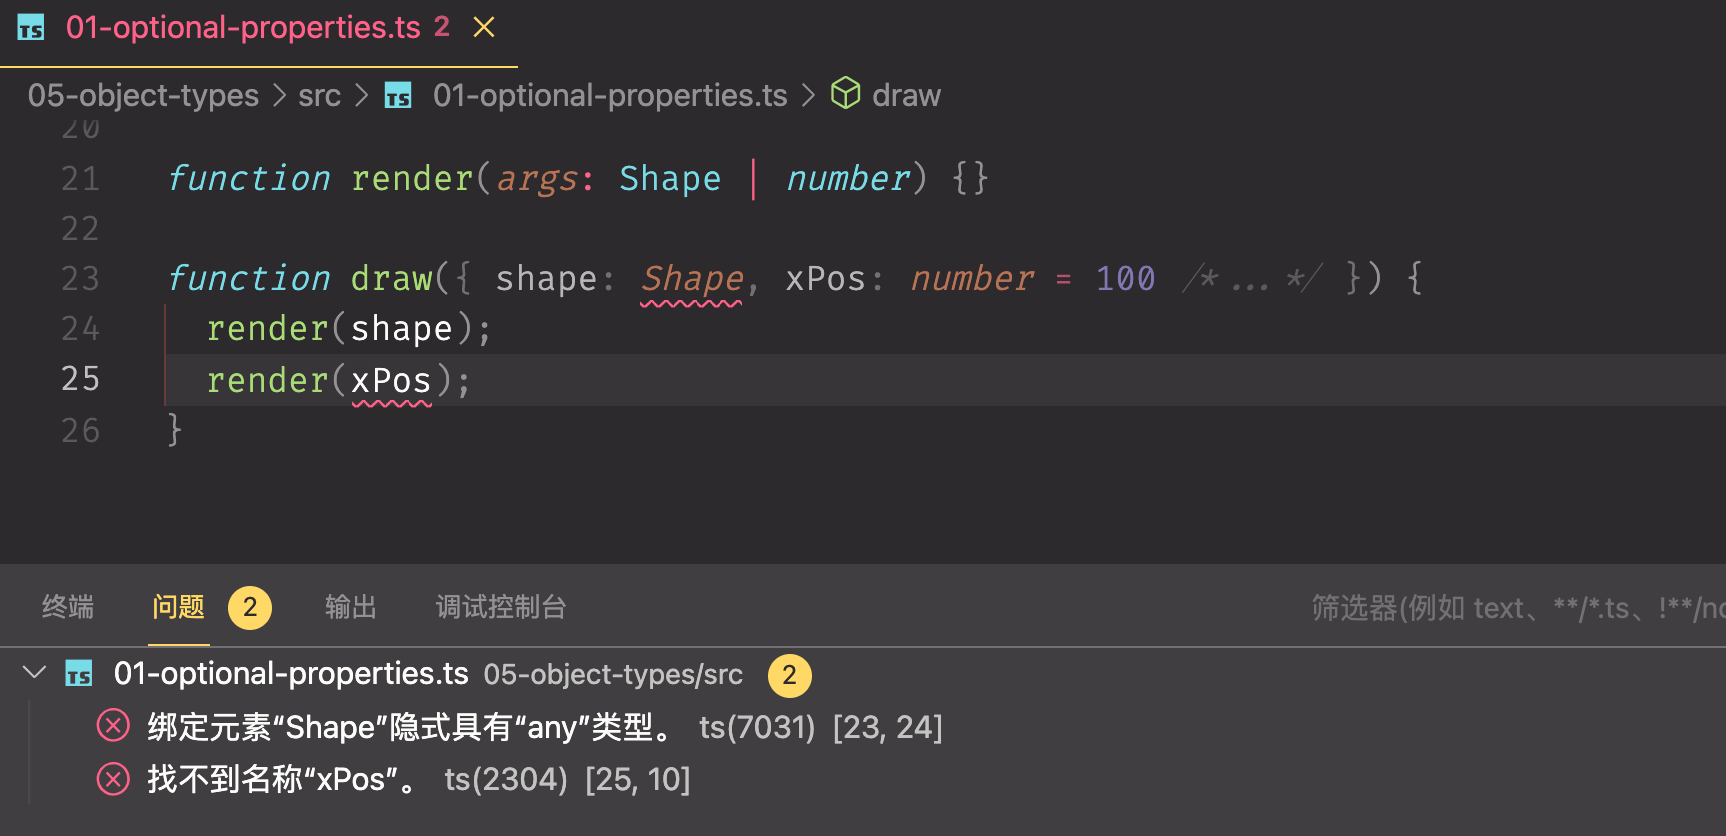 TS 01-optional-properties.ts 2
05-object-types > src > TS 01-optional-properties.ts > draw
20
21 function render(args: Shape | number) {}
22
23 function draw({ shape: Shape, xPos: number = 100 /*...*/ }) {
24 render(shape);
25 render(xPos);
26 }
终端 问题 2 输出 调试控制台 筛选器(例如 text、**/*.ts、!**/no
TS 01-optional-properties.ts 05-object-types/src 2
绑定元素“Shape”隐式具有“any”类型。 ts(7031) [23, 24]
找不到名称“xPos”。 ts(2304) [25, 10]